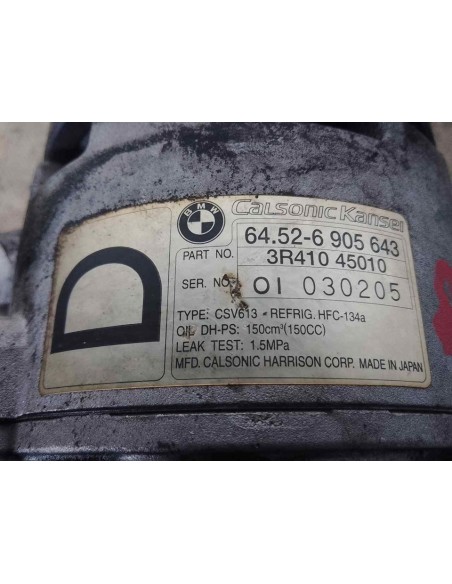 BMW Calsonic Kansei
D
64.52-6 905 643
PART NO. 3R410 45010
SER. NO. 01 030205
TYPE: CSV613 - REFRIG. HFC-134a
OIL DH-PS: 150cm³(150CC)
LEAK TEST: 1.5MPa
MFD. CALSONIC HARRISON CORP. MADE IN JAPAN